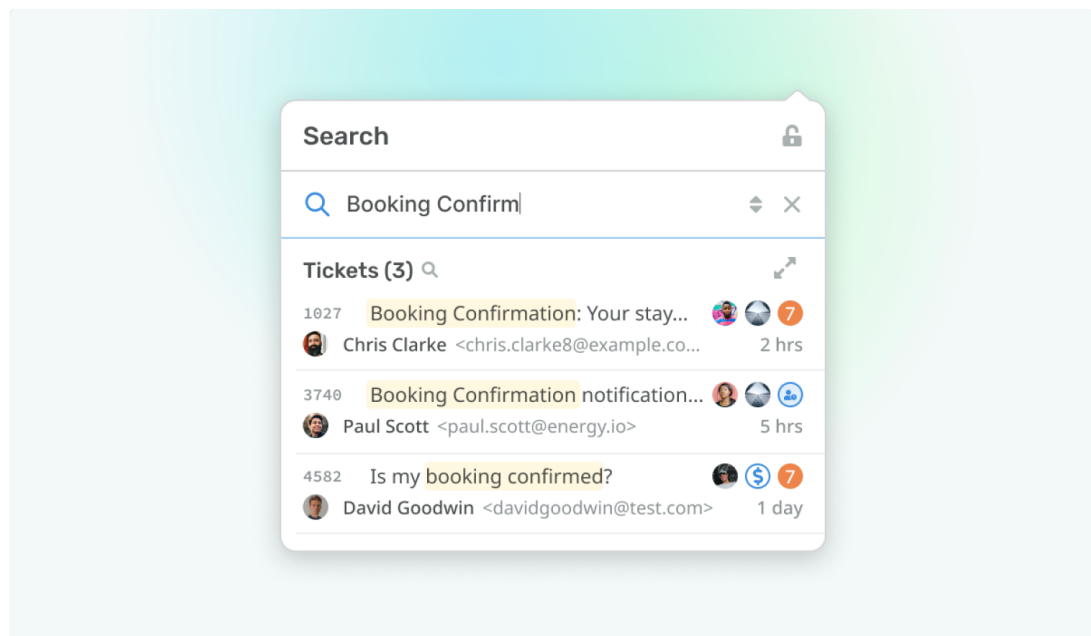 Search
Booking Confirm
Tickets (3)
1027 Booking Confirmation: Your stay... 7
Chris Clarke <chris.clarke8@example.co... 2 hrs
3740 Booking Confirmation notification...
Paul Scott <paul.scott@energy.io> 5 hrs
4582 Is my booking confirmed? $ 7
David Goodwin <davidgoodwin@test.com> 1 day